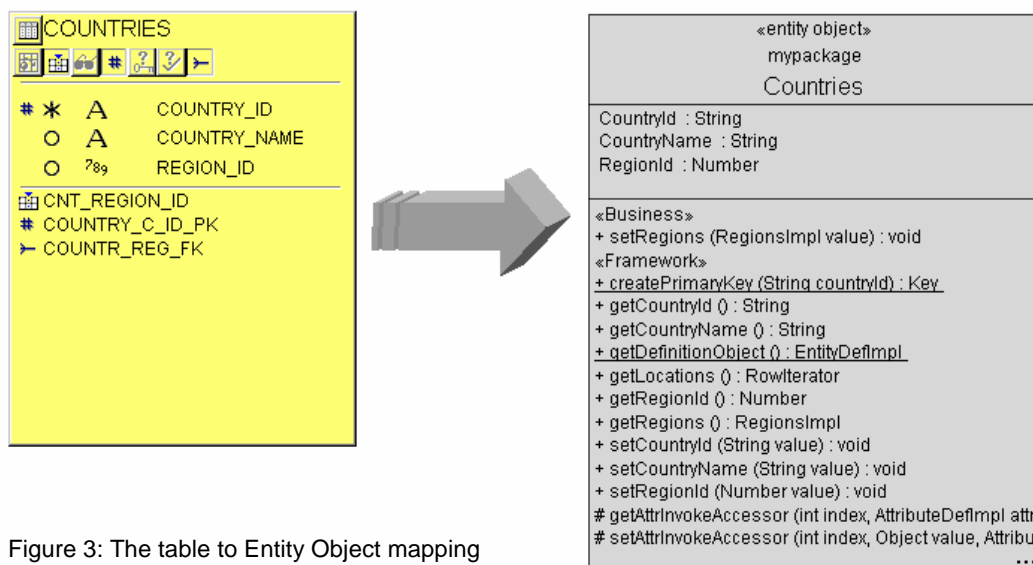 COUNTRIES
# * A COUNTRY_ID
O A COUNTRY_NAME
O 789 REGION_ID
CNT_REGION_ID
# COUNTRY_C_ID_PK
COUNTR_REG_FK
Figure 3: The table to Entity Object mapping
«entity object»
mypackage
Countries
CountryId : String
CountryName : String
RegionId : Number
«Business»
+ setRegions (RegionsImpl value) : void
«Framework»
+ createPrimaryKey (String countryId) : Key
+ getCountryId () : String
+ getCountryName () : String
+ getDefinitionObject () : EntityDefImpl
+ getLocations () : RowIterator
+ getRegionId () : Number
+ getRegions () : RegionsImpl
+ setCountryId (String value) : void
+ setCountryName (String value) : void
+ setRegionId (Number value) : void
# getAttrInvokeAccessor (int index, AttributeDefImpl attr
# setAttrInvokeAccessor (int index, Object value, Attribu
...